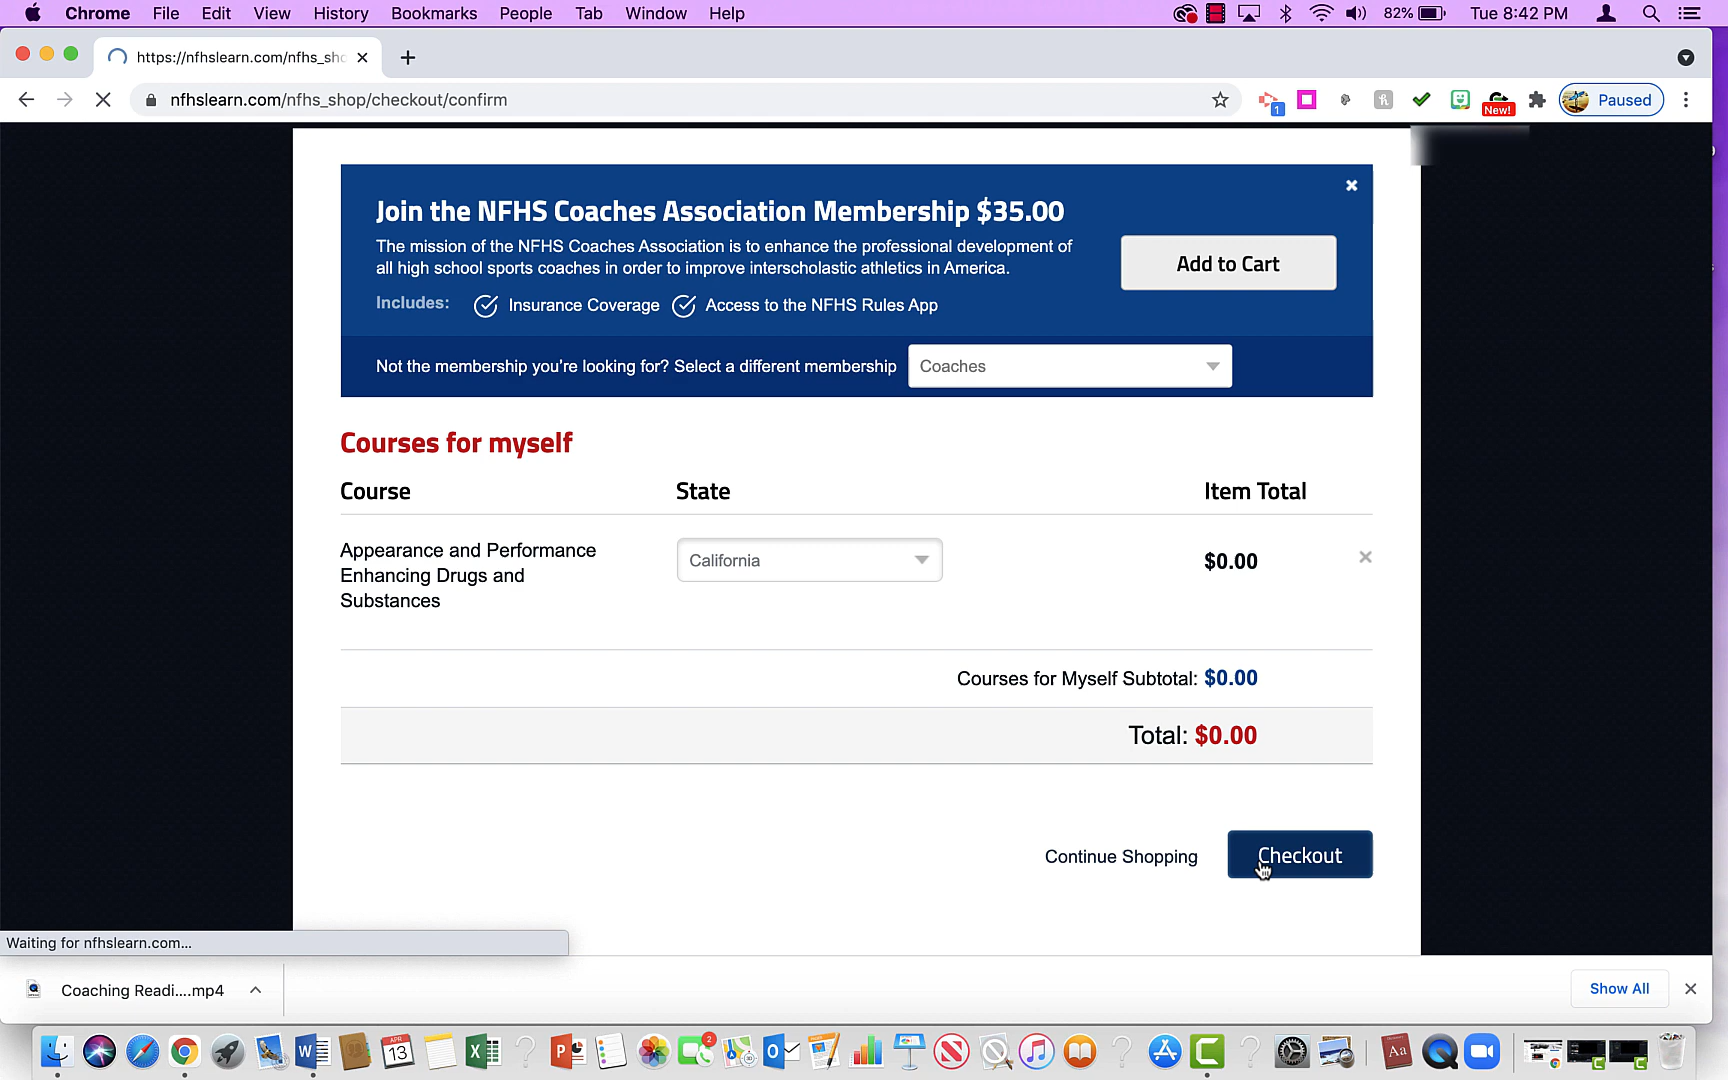 Chrome File Edit View History Bookmarks People Tab Window Help 82% Tue 8:42 PM
https://nfhslearn.com/nfhs_sho
nfhslearn.com/nfhs_shop/checkout/confirm 1 New! Paused
Join the NFHS Coaches Association Membership $35.00
The mission of the NFHS Coaches Association is to enhance the professional development of
all high school sports coaches in order to improve interscholastic athletics in America.
Add to Cart
Includes: Insurance Coverage Access to the NFHS Rules App
Not the membership you're looking for? Select a different membership Coaches
Courses for myself
Course State Item Total
Appearance and Performance
Enhancing Drugs and
Substances
California $0.00
Courses for Myself Subtotal: $0.00
Total: $0.00
Continue Shopping Checkout
Waiting for nfhslearn.com...
Coaching Readi....mp4 Show All
APR
13
2